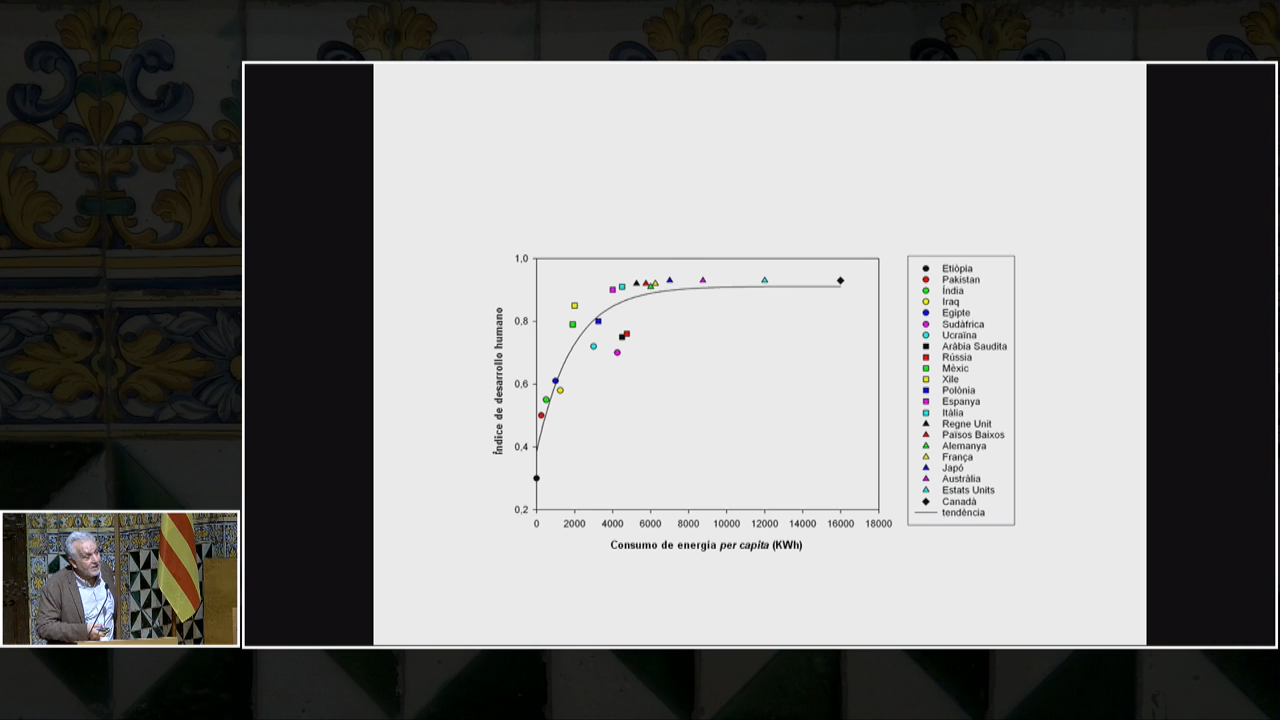 1,0
0,8
0,6
0,4
0,2
Índice de desarrollo humano
0 2000 4000 6000 8000 10000 12000 14000 16000 18000
Consumo de energía per capita (KWh)
Etiòpia
Pakistan
Índia
Iraq
Egipte
Sudàfrica
Ucraïna
Aràbia Saudita
Rússia
Mèxic
Xile
Polònia
Espanya
Itàlia
Regne Unit
Països Baixos
Alemanya
França
Japó
Austràlia
Estats Units
Canadà
tendència